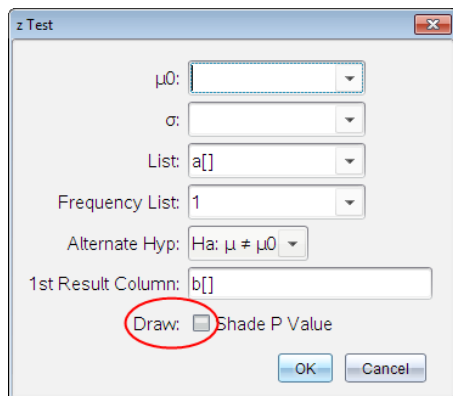 z Test
μ0:
σ:
List: a[]
Frequency List: 1
Alternate Hyp: Ha: μ ≠ μ0
1st Result Column: b[]
Draw: Shade P Value
OK Cancel